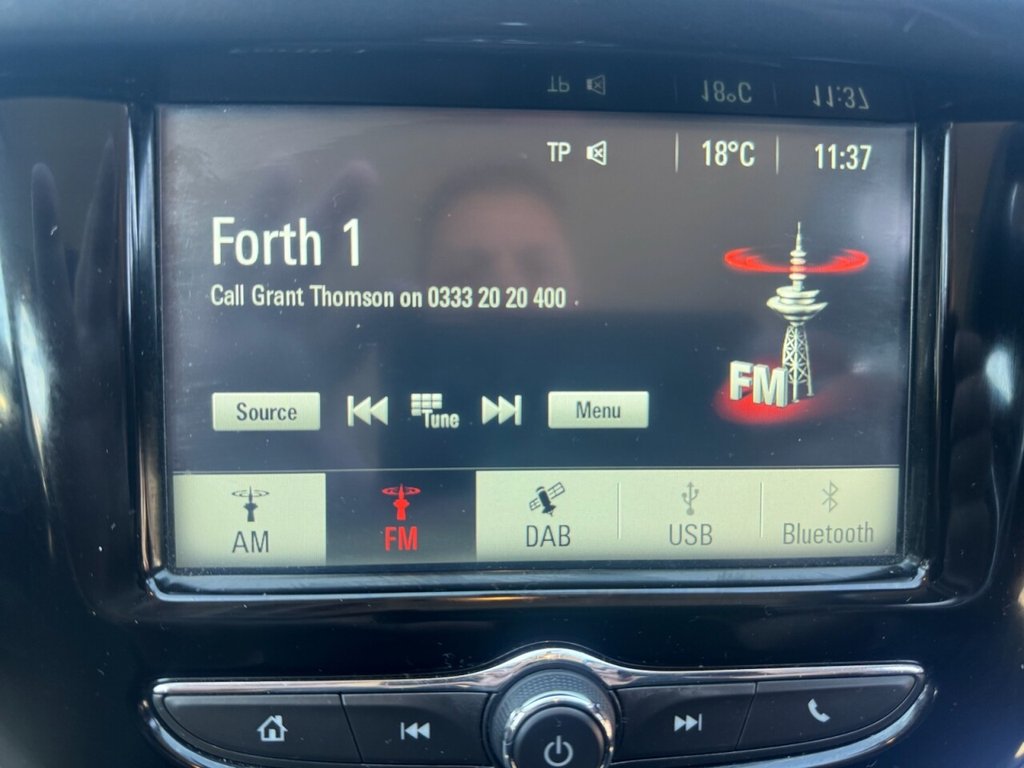 TP 18°C 11:37
Forth 1
Call Grant Thomson on 0333 20 20 400
FM
Source Tune Menu
AM FM DAB USB Bluetooth